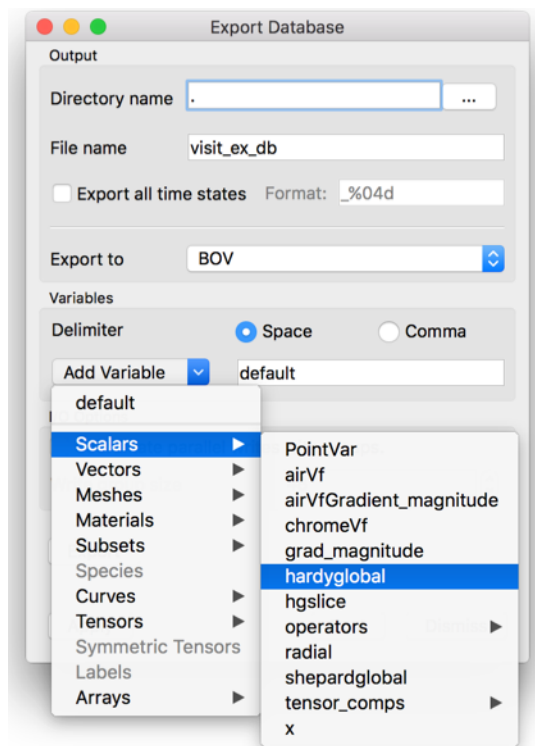 Export Database
Output
Directory name . ...
File name visit_ex_db
Export all time states Format: _%04d
Export to BOV
Variables
Delimiter Space Comma
Add Variable default
default
Scalars
Vectors
Meshes
Materials
Subsets
Species
Curves
Tensors
Symmetric Tensors
Labels
Arrays
PointVar
airVf
airVfGradient_magnitude
chromeVf
grad_magnitude
hardyglobal
hgslice
operators
radial
shepardglobal
tensor_comps
x